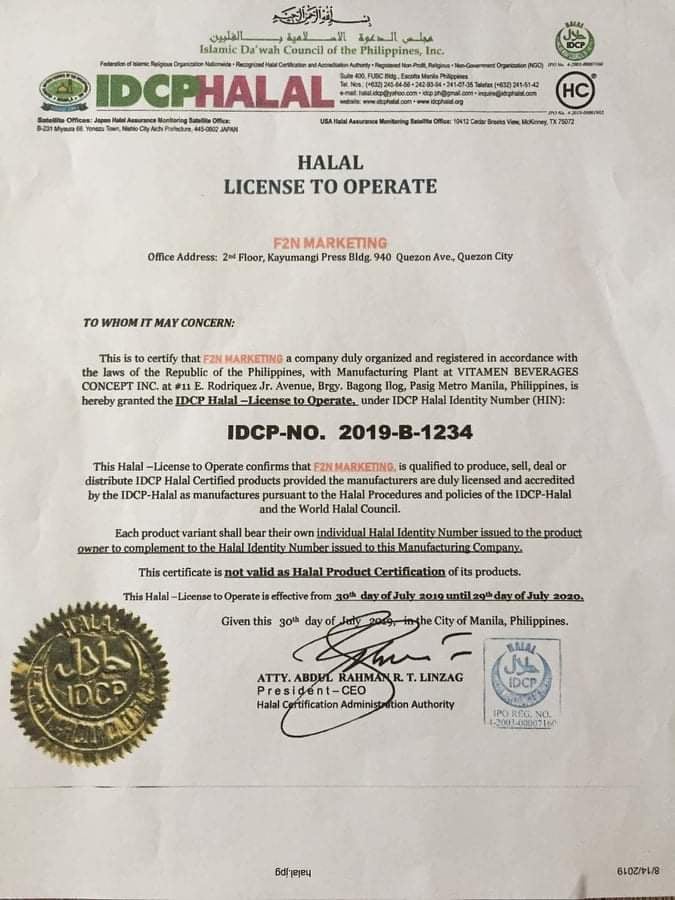 مجلس الدعوة الاسلامية بالفلبين
Islamic Da'wah Council of the Philippines, Inc.
Federation of Islamic Religious Organization Nationwide • Recognized Halal Certification and Accreditation Authority • Registered Non-Profit, Religious • Non-Government Organization (NGO)
HALAL
IDCP
IPO No. 4-2003-00007160
IDCPHALAL
Suite 400, FUBC Bldg., Escolta Manila Philippines
Tel. Nos.: (+632) 245-64-56 • 242-93-94 • 241-07-35 Telefax (+632) 241-51-42
e-mail: halal.idcp@yahoo.com • idcp.ph@gmail.com • inquire@idcphalal.com
website: www.idcphalal.com • www.idcphalal.org
HC
Satellite Offices: Japan Halal Assurance Monitoring Satellite Office:
B-231 Miyaura 66. Yonezu Town, Nishio City Aichi Prefecture, 445-0802 JAPAN
USA Halal Assurance Monitoring Satellite Office: 10412 Cedar Breaks View, McKinney, TX 75072
HALAL
LICENSE TO OPERATE
F2N MARKETING
Office Address: 2nd Floor, Kayumangi Press Bldg. 940 Quezon Ave., Quezon City
TO WHOM IT MAY CONCERN:
This is to certify that F2N MARKETING a company duly organized and registered in accordance with
the laws of the Republic of the Philippines, with Manufacturing Plant at VITAMEN BEVERAGES
CONCEPT INC. at #11 E. Rodriquez Jr. Avenue, Brgy. Bagong Ilog, Pasig Metro Manila, Philippines, is
hereby granted the IDCP Halal –License to Operate, under IDCP Halal Identity Number (HIN):
IDCP-NO. 2019-B-1234
This Halal –License to Operate confirms that F2N MARKETING, is qualified to produce, sell, deal or
distribute IDCP Halal Certified products provided the manufacturers are duly licensed and accredited
by the IDCP-Halal as manufactures pursuant to the Halal Procedures and policies of the IDCP-Halal
and the World Halal Council.
Each product variant shall bear their own individual Halal Identity Number issued to the product
owner to complement to the Halal Identity Number issued to this Manufacturing Company.
This certificate is not valid as Halal Product Certification of its products.
This Halal –License to Operate is effective from 30th day of July 2019 until 29th day of July 2020.
Given this 30th day of July 2019, in the City of Manila, Philippines.
ATTY. ABDUL RAHMAN R. T. LINZAG
President – CEO
Halal Certification Administration Authority
HALAL
حلال
IDCP
HALAL
حلال
IDCP
IPO REG. NO.
4-2003-00007160
halal.jpg
8/14/2019